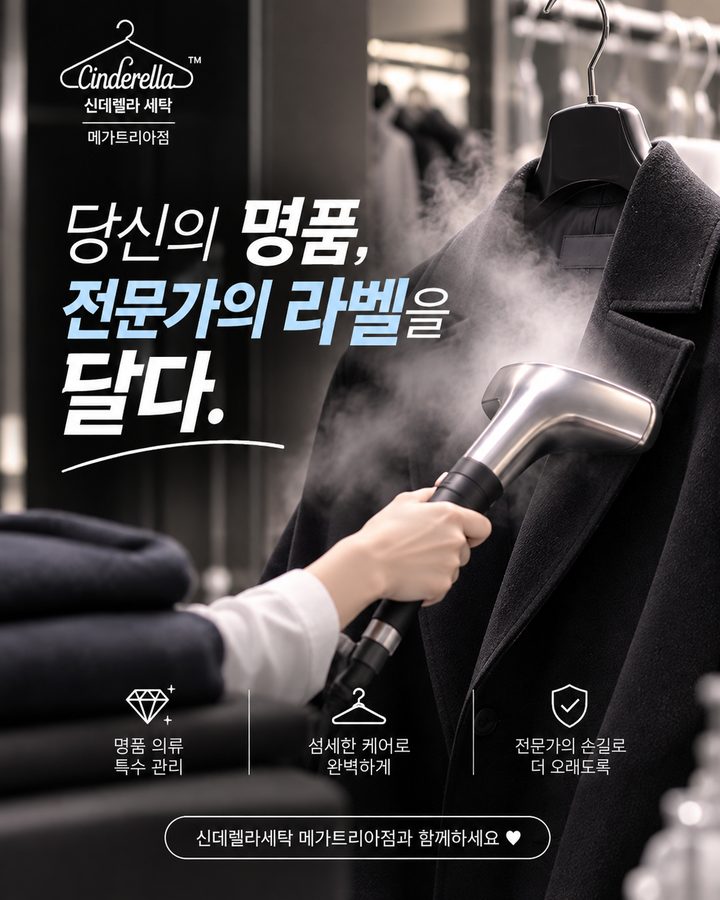 Cinderella™
신데렐라 세탁
메가트리아점
당신의 명품,
전문가의 라벨을
달다.
명품 의류
특수 관리
섬세한 케어로
완벽하게
전문가의 손길로
더 오래도록
신데렐라세탁 메가트리아점과 함께하세요 ♥